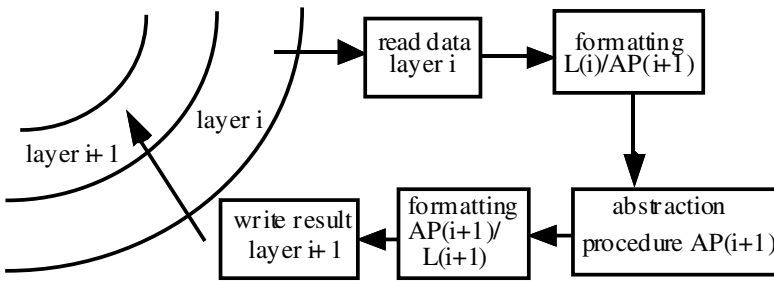 read data
layer i
formatting
L(i)/AP(i+1)
layer i
layer i+1
abstraction
procedure AP(i+1)
formatting
AP(i+1)/
L(i+1)
write result
layer i+1